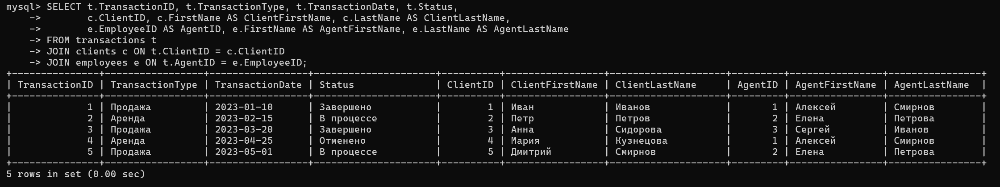 mysql> SELECT t.TransactionID, t.TransactionType, t.TransactionDate, t.Status,
    ->        c.ClientID, c.FirstName AS ClientFirstName, c.LastName AS ClientLastName,
    ->        e.EmployeeID AS AgentID, e.FirstName AS AgentFirstName, e.LastName AS AgentLastName
    -> FROM transactions t
    -> JOIN clients c ON t.ClientID = c.ClientID
    -> JOIN employees e ON t.AgentID = e.EmployeeID;
+---------------+-----------------+-----------------+---------------------+----------+-----------------+--------------------+---------+----------------+----------------+
| TransactionID | TransactionType | TransactionDate | Status              | ClientID | ClientFirstName | ClientLastName     | AgentID | AgentFirstName | AgentLastName  |
+---------------+-----------------+-----------------+---------------------+----------+-----------------+--------------------+---------+----------------+----------------+
|             1 | Продажа         | 2023-01-10      | Завершено           |        1 | Иван            | Иванов             |       1 | Алексей        | Смирнов        |
|             2 | Аренда          | 2023-02-15      | В процессе          |        2 | Петр            | Петров             |       2 | Елена          | Петрова        |
|             3 | Продажа         | 2023-03-20      | Завершено           |        3 | Анна            | Сидорова           |       3 | Сергей         | Иванов         |
|             4 | Аренда          | 2023-04-25      | Отменено            |        4 | Мария           | Кузнецова          |       1 | Алексей        | Смирнов        |
|             5 | Продажа         | 2023-05-01      | В процессе          |        5 | Дмитрий         | Смирнов            |       2 | Елена          | Петрова        |
+---------------+-----------------+-----------------+---------------------+----------+-----------------+--------------------+---------+----------------+----------------+
5 rows in set (0.00 sec)